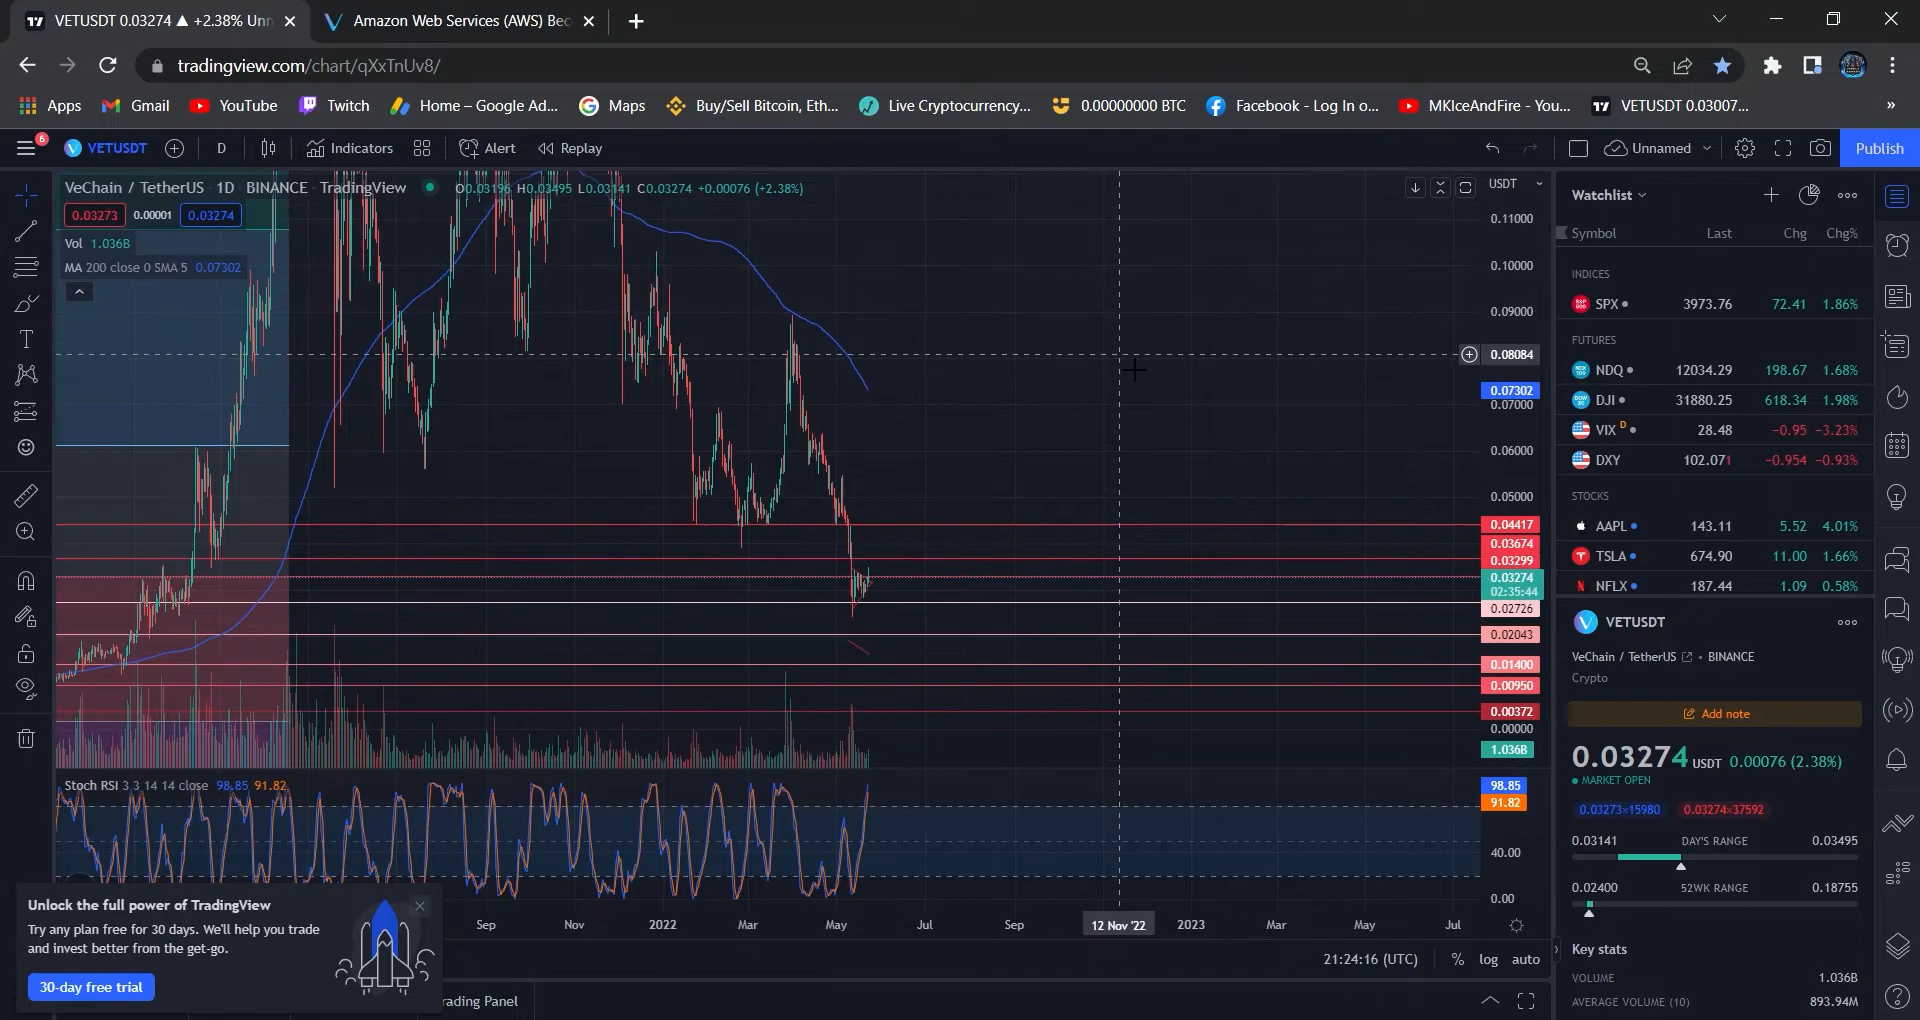 VETUSDT 0.03274 ▲ +2.38% Unn
Amazon Web Services (AWS) Bec
tradingview.com/chart/qXxTnUv8/
Apps
Gmail
YouTube
Twitch
Home – Google Ad...
Maps
Buy/Sell Bitcoin, Eth...
Live Cryptocurrency...
0.00000000 BTC
Facebook - Log In o...
MKIceAndFire - You...
VETUSDT 0.03007...
»
6
VETUSDT
D
Indicators
Alert
Replay
Unnamed
Publish
VeChain / TetherUS · 1D · BINANCE · TradingView
O0.03196 H0.03495 L0.03141 C0.03274 +0.00076 (+2.38%)
0.03273
0.00001
0.03274
Vol 1.036B
MA 200 close 0 SMA 5 0.07302
USDT
0.11000
0.10000
0.09000
0.08084
0.07302
0.07000
0.06000
0.05000
0.04417
0.03674
0.03299
0.03274
02:35:44
0.02726
0.02043
0.01400
0.00950
0.00372
0.00000
1.036B
Stoch RSI 3 3 14 14 close 98.85 91.82
98.85
91.82
40.00
0.00
Sep
Nov
2022
Mar
May
Jul
Sep
12 Nov '22
2023
Mar
May
Jul
21:24:16 (UTC)
%
log
auto
Unlock the full power of TradingView
Try any plan free for 30 days. We'll help you trade
and invest better from the get-go.
30-day free trial
rading Panel
Watchlist
Symbol Last Chg Chg%
INDICES
SPX 3973.76 72.41 1.86%
FUTURES
NDQ 12034.29 198.67 1.68%
DJI 31880.25 618.34 1.98%
VIX D 28.48 −0.95 −3.23%
DXY 102.071 −0.954 −0.93%
STOCKS
AAPL 143.11 5.52 4.01%
TSLA 674.90 11.00 1.66%
NFLX 187.44 1.09 0.58%
VETUSDT
VeChain / TetherUS • BINANCE
Crypto
Add note
0.03274 USDT 0.00076 (2.38%)
MARKET OPEN
0.03273×15980
0.03274×37592
0.03141 DAY'S RANGE 0.03495
0.02400 52WK RANGE 0.18755
Key stats
VOLUME 1.036B
AVERAGE VOLUME (10) 893.94M